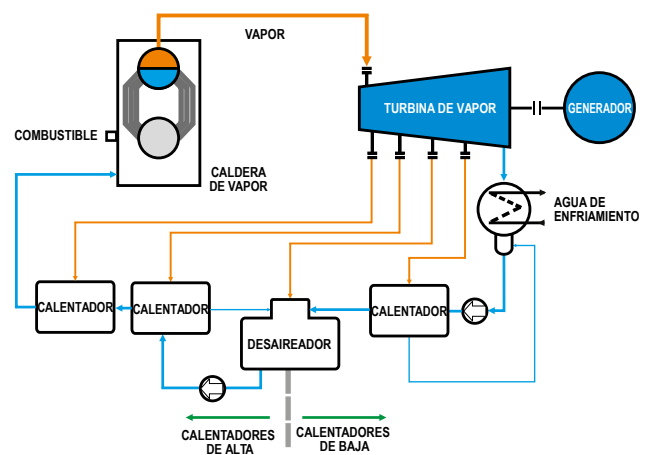 VAPOR
TURBINA DE VAPOR
GENERADOR
COMBUSTIBLE
CALDERA
DE VAPOR
AGUA DE
ENFRIAMIENTO
CALENTADOR
CALENTADOR
CALENTADOR
DESAIREADOR
CALENTADORES
DE ALTA
CALENTADORES
DE BAJA